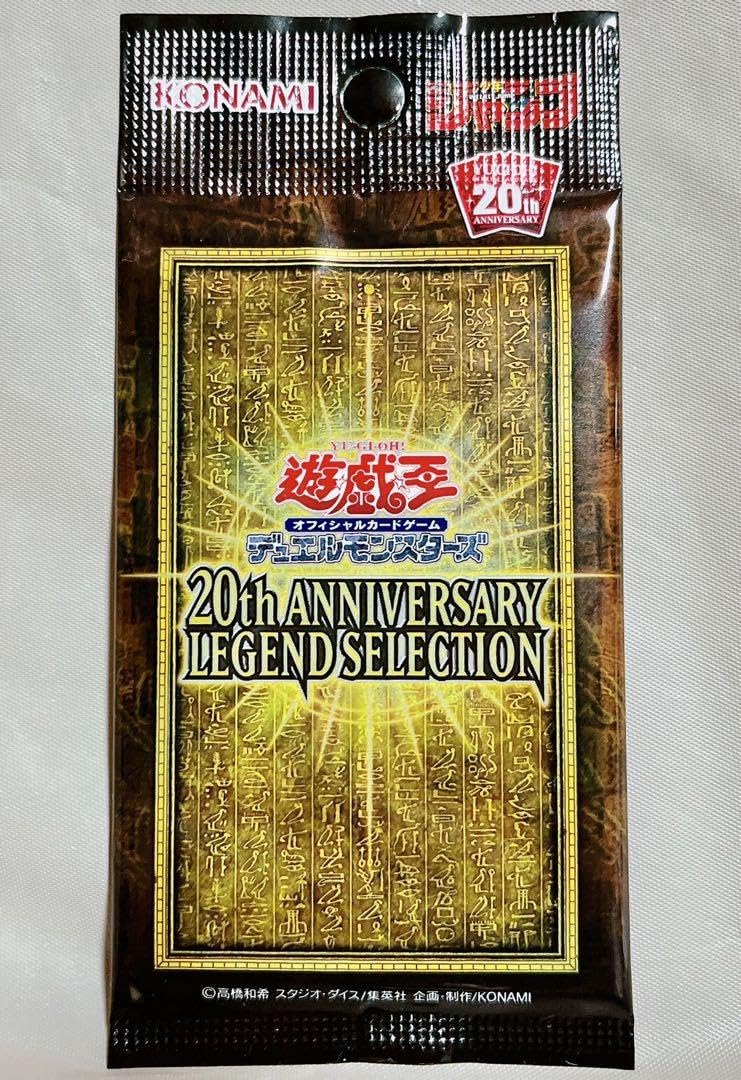 KONAMI
ジャンプ
YU-GI-OH!
20th
ANNIVERSARY
YU-GI-OH!
遊戯王
オフィシャルカードゲーム
デュエルモンスターズ
20th ANNIVERSARY
LEGEND SELECTION
©高橋和希 スタジオ・ダイス/集英社 企画・制作/KONAMI